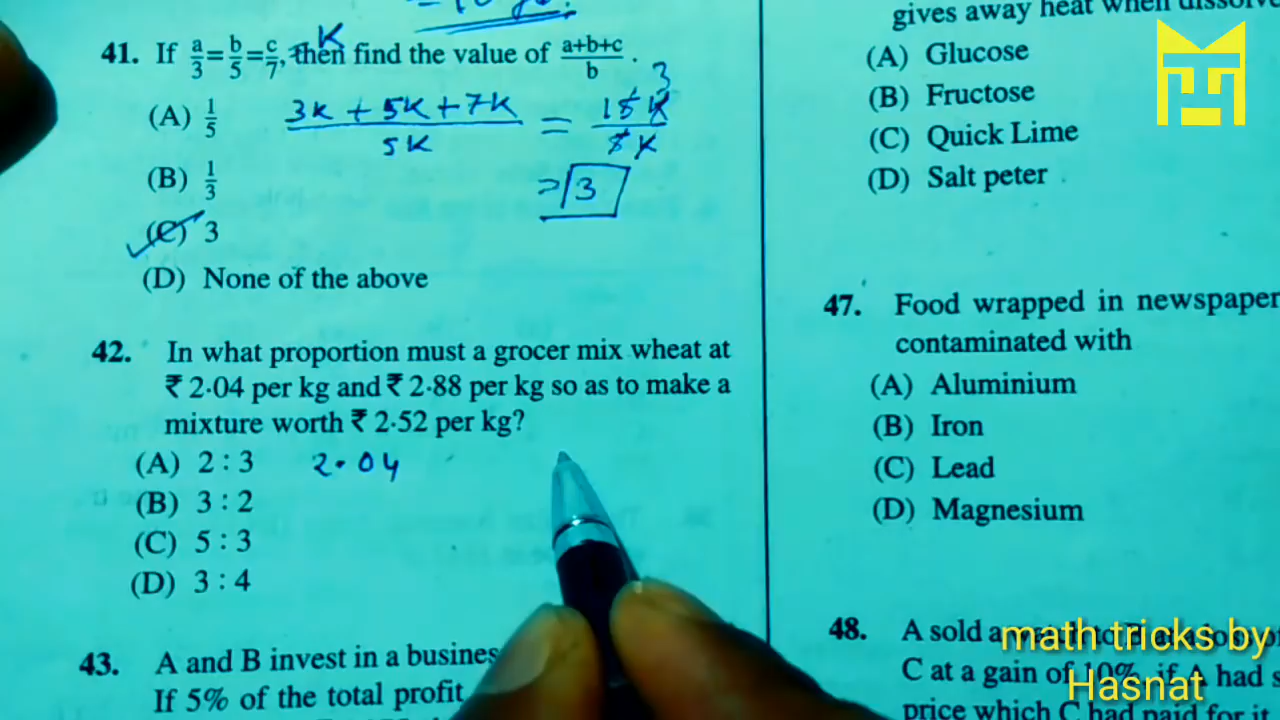 41. If a/3=b/5=c/7, then find the value of a+b+c/b .
K
(A) 1/5
3K + 5K + 7K / 5K = 15K / 5K
3
(B) 1/3
= 3
(C) 3
(D) None of the above
42. In what proportion must a grocer mix wheat at
₹ 2·04 per kg and ₹ 2·88 per kg so as to make a
mixture worth ₹ 2·52 per kg?
(A) 2 : 3
2·04
(B) 3 : 2
(C) 5 : 3
(D) 3 : 4
43. A and B invest in a busines
If 5% of the total profit
gives away heat when
(A) Glucose
(B) Fructose
(C) Quick Lime
(D) Salt peter
47. Food wrapped in newspaper
contaminated with
(A) Aluminium
(B) Iron
(C) Lead
(D) Magnesium
48. A sold a
C at a gain of 10%, if A had s
price which C had paid for it
math tricks by
Hasnat